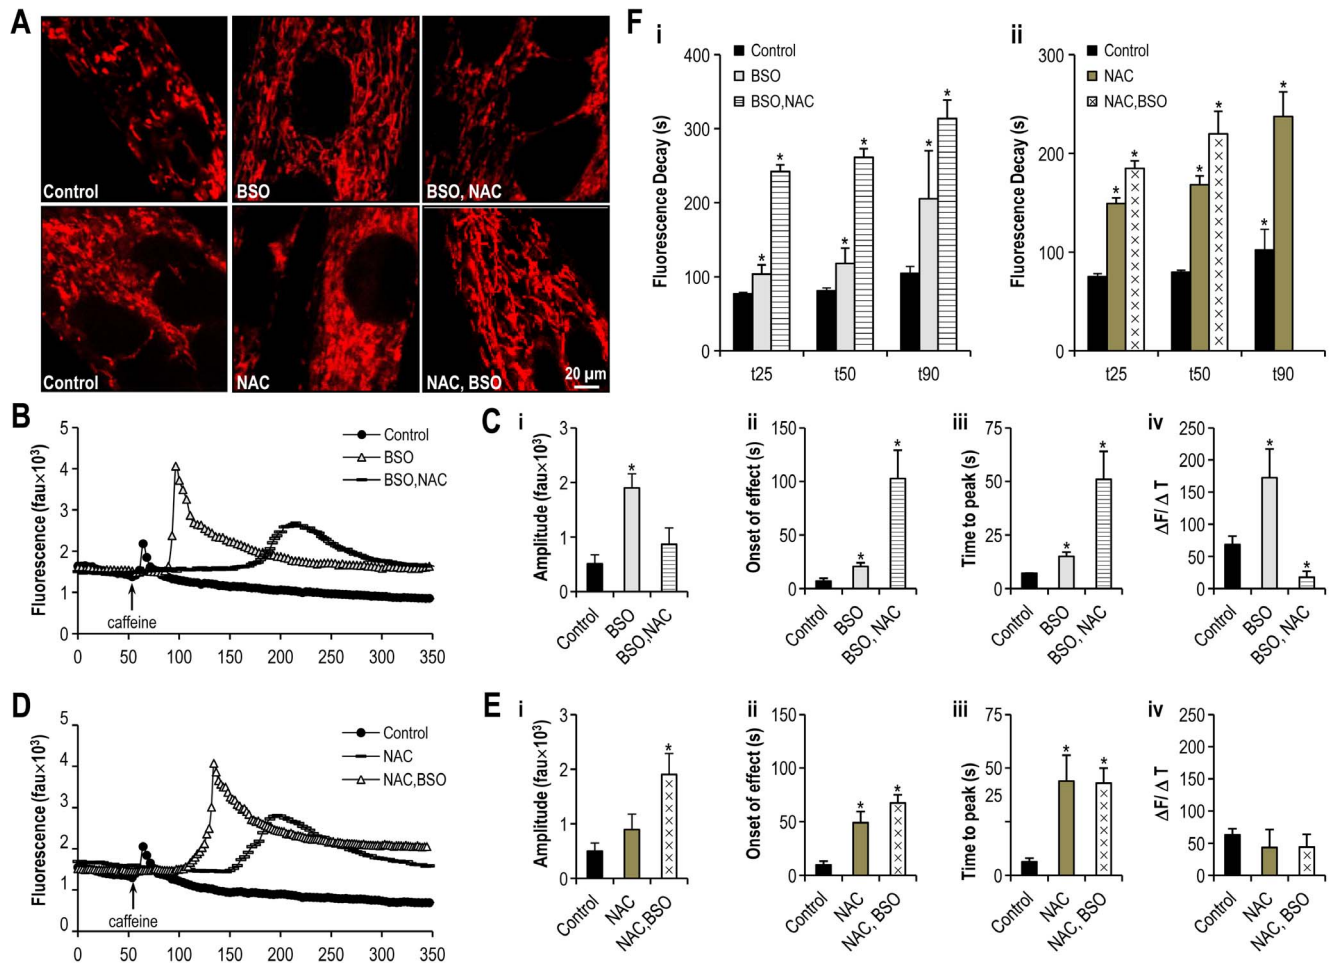 A
Control
BSO
BSO, NAC
Control
NAC
NAC, BSO
20 µm
F
i
Control
BSO
BSO,NAC
Fluorescence Decay (s)
400
300
200
100
0
*
*
*
*
*
*
t25
t50
t90
ii
Control
NAC
NAC,BSO
Fluorescence Decay (s)
300
200
100
0
*
*
*
*
*
*
t25
t50
t90
B
Fluorescence (fau×10³)
5
4
3
2
1
0
Control
BSO
BSO,NAC
caffeine
0 50 100 150 200 250 300 350
C
i
Amplitude (fau×10³)
3
2
1
0
*
Control
BSO
BSO,NAC
ii
Onset of effect (s)
150
100
50
0
*
*
Control
BSO
BSO, NAC
iii
Time to peak (s)
75
50
25
0
*
*
Control
BSO
BSO, NAC
iv
ΔF/Δ T
250
200
150
100
50
0
*
*
Control
BSO
BSO, NAC
D
Fluorescence (fau×10³)
5
4
3
2
1
0
Control
NAC
NAC,BSO
caffeine
0 50 100 150 200 250 300 350
E
i
Amplitude (fau×10³)
3
2
1
0
*
Control
NAC
NAC,BSO
ii
Onset of effect (s)
150
100
50
0
*
*
Control
NAC
NAC, BSO
iii
Time to peak (s)
75
50
25
0
*
*
Control
NAC
NAC, BSO
iv
ΔF/Δ T
250
200
150
100
50
0
Control
NAC
NAC, BSO